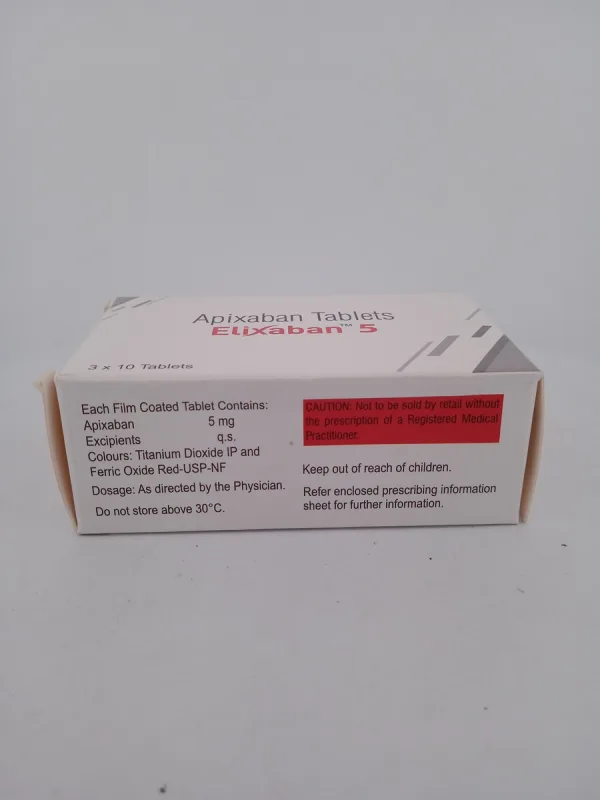 Apixaban Tablets
Elixaban™ 5
3 x 10 Tablets
Each Film Coated Tablet Contains:
Apixaban 5 mg
Excipients q.s.
Colours: Titanium Dioxide IP and
Ferric Oxide Red-USP-NF
Dosage: As directed by the Physician.
Do not store above 30°C.
CAUTION: Not to be sold by retail without
the prescription of a Registered Medical
Practitioner.
Keep out of reach of children.
Refer enclosed prescribing information
sheet for further information.